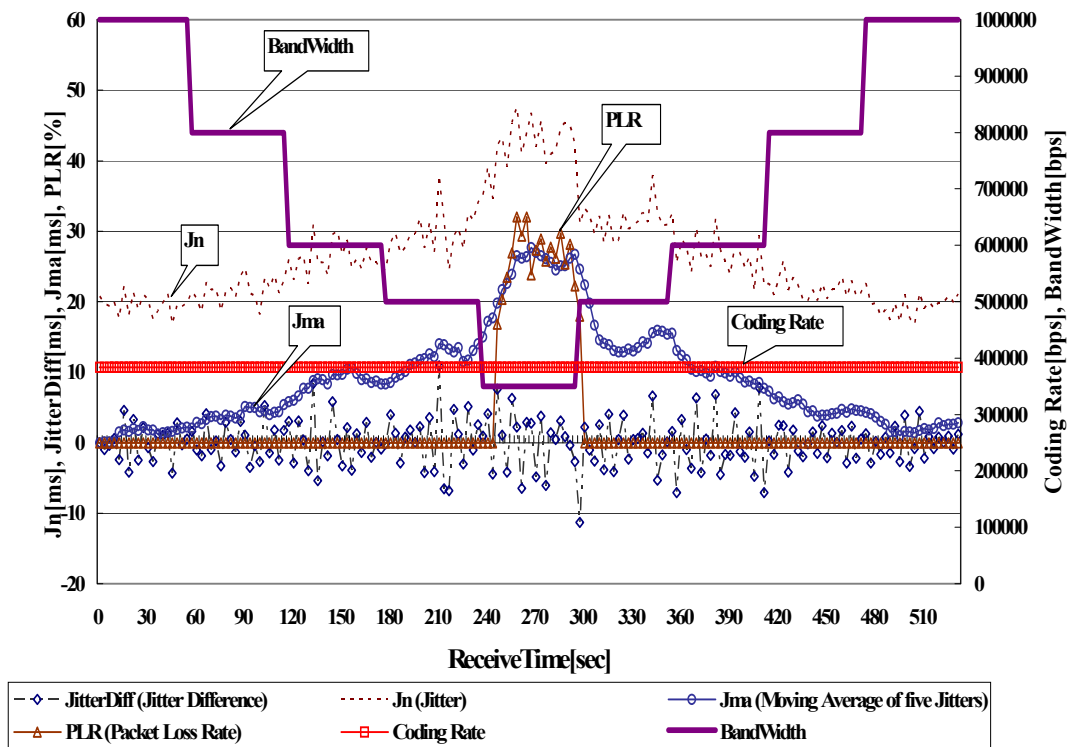 60
50
40
30
20
10
0
-10
-20
Jn[ms], JitterDiff[ms], Jma[ms], PLR[%]
BandWidth
PLR
Jn
Jma
Coding Rate
1000000
900000
800000
700000
600000
500000
400000
300000
200000
100000
0
Coding Rate[bps], BandWidth[bps]
0 30 60 90 120 150 180 210 240 270 300 330 360 390 420 450 480 510
ReceiveTime[sec]
JitterDiff (Jitter Difference) Jn (Jitter) Jma (Moving Average of five Jitters)
PLR (Packet Loss Rate) Coding Rate BandWidth